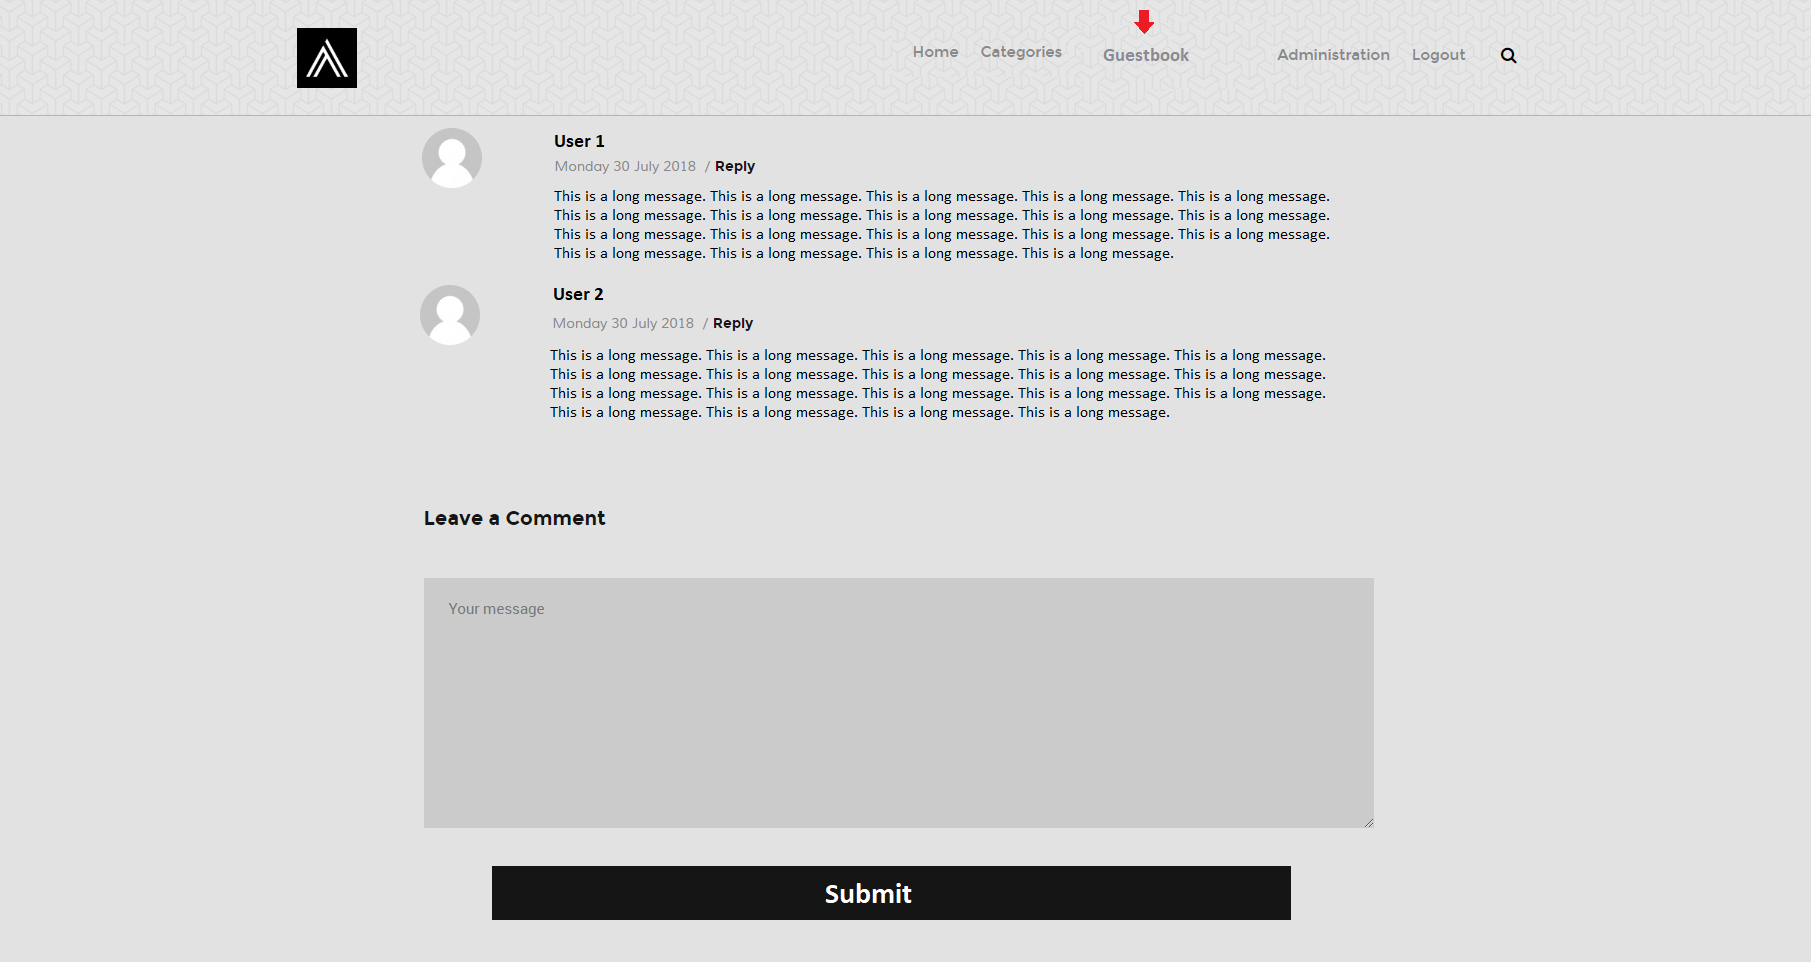 Home Categories Guestbook Administration Logout
User 1
Monday 30 July 2018 / Reply
This is a long message. This is a long message. This is a long message. This is a long message. This is a long message.
This is a long message. This is a long message. This is a long message. This is a long message. This is a long message.
This is a long message. This is a long message. This is a long message. This is a long message. This is a long message.
This is a long message. This is a long message. This is a long message. This is a long message.
User 2
Monday 30 July 2018 / Reply
This is a long message. This is a long message. This is a long message. This is a long message. This is a long message.
This is a long message. This is a long message. This is a long message. This is a long message. This is a long message.
This is a long message. This is a long message. This is a long message. This is a long message. This is a long message.
This is a long message. This is a long message. This is a long message. This is a long message.
Leave a Comment
Your message
Submit